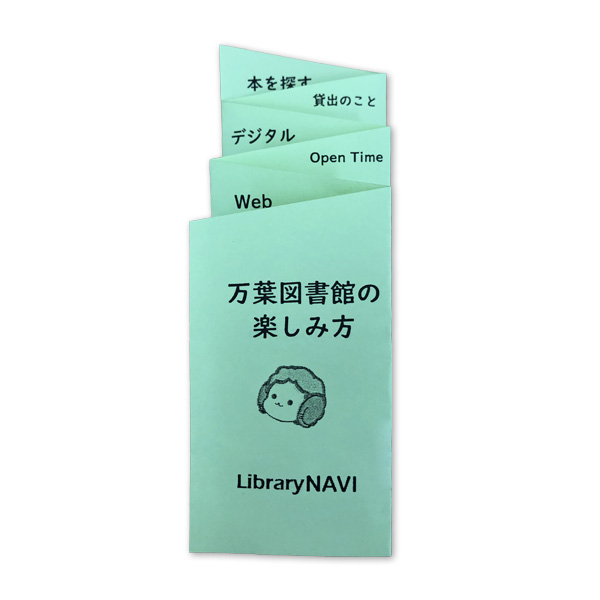 本を探す
貸出のこと
デジタル
Open Time
Web
万葉図書館の
楽しみ方
LibraryNAVI